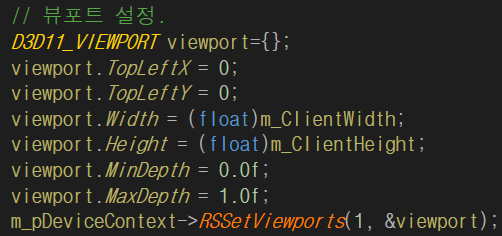 // 뷰포트 설정.
D3D11_VIEWPORT viewport={};
viewport.TopLeftX = 0;
viewport.TopLeftY = 0;
viewport.Width = (float)m_ClientWidth;
viewport.Height = (float)m_ClientHeight;
viewport.MinDepth = 0.0f;
viewport.MaxDepth = 1.0f;
m_pDeviceContext->RSSetViewports(1, &viewport);